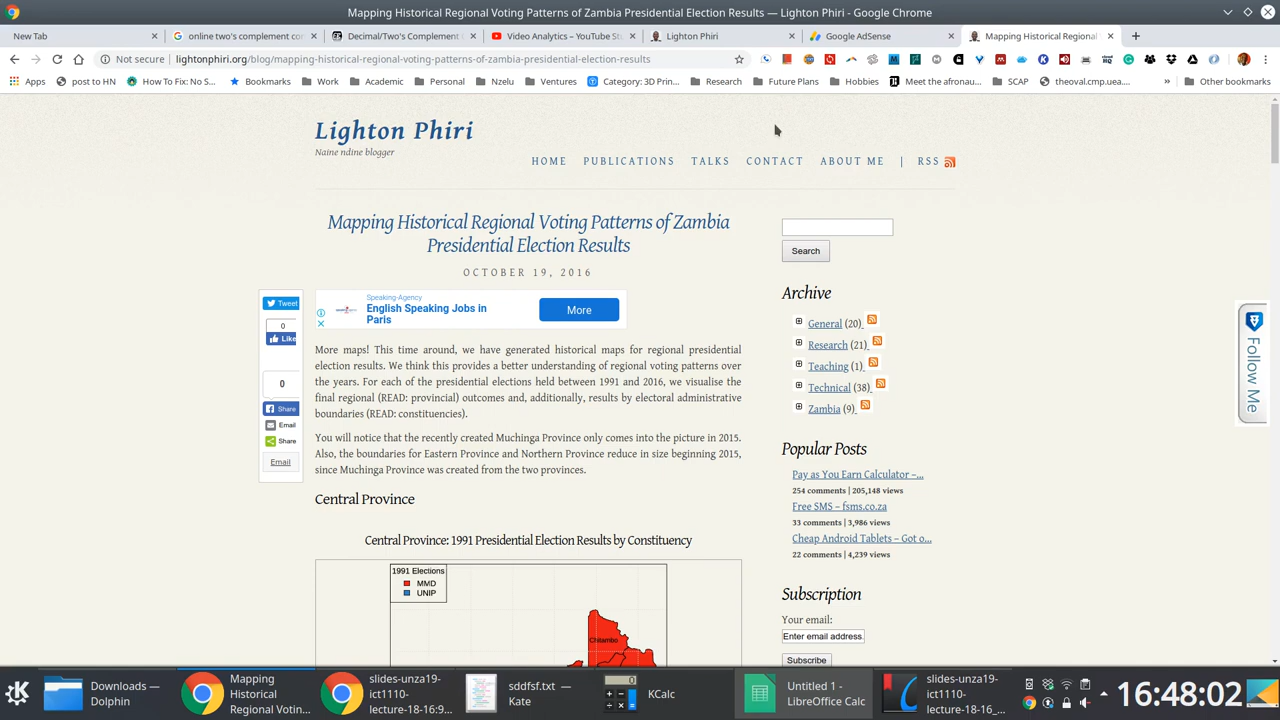 Mapping Historical Regional Voting Patterns of Zambia Presidential Election Results — Lighton Phiri - Google Chrome
New Tab
online two's complement co
Decimal/Two's Complement
Video Analytics – YouTube St
Lighton Phiri
Google AdSense
Mapping Historical Regional
Not secure
lightonphiri.org/blog/mapping-historical-regional-voting-patterns-of-zambia-presidential-election-results
Apps
post to HN
How To Fix: No S...
Bookmarks
Work
Academic
Personal
Nzelu
Ventures
Category: 3D Prin...
Research
Future Plans
Hobbies
Meet the afronau...
SCAP
theoval.cmp.uea....
»
Other bookmarks
Lighton Phiri
Naine ndine blogger
HOME PUBLICATIONS TALKS CONTACT ABOUT ME | RSS
Mapping Historical Regional Voting Patterns of Zambia
Presidential Election Results
OCTOBER 19, 2016
Tweet
0
Like
0
Share
Email
Share
Email
Speaking-Agency
English Speaking Jobs in
Paris
More
More maps! This time around, we have generated historical maps for regional presidential
election results. We think this provides a better understanding of regional voting patterns over
the years. For each of the presidential elections held between 1991 and 2016, we visualise the
final regional (READ: provincial) outcomes and, additionally, results by electoral administrative
boundaries (READ: constituencies).
You will notice that the recently created Muchinga Province only comes into the picture in 2015.
Also, the boundaries for Eastern Province and Northern Province reduce in size beginning 2015,
since Muchinga Province was created from the two provinces.
Central Province
Central Province: 1991 Presidential Election Results by Constituency
1991 Elections
MMD
UNIP
Chitambo
Search
Archive
General (20)
Research (21)
Teaching (1)
Technical (38)
Zambia (9)
Popular Posts
Pay as You Earn Calculator –...
254 comments | 205,148 views
Free SMS – fsms.co.za
33 comments | 3,986 views
Cheap Android Tablets – Got o...
22 comments | 4,239 views
Subscription
Your email:
Enter email address
Subscribe
Follow Me
Downloads —
Dolphin
Mapping
Historical
Regional Votin...
slides-unza19-
ict1110-
lecture-18-16:9...
sddfsf.txt —
Kate
KCalc
Untitled 1 -
LibreOffice Calc
slides-unza19-
ict1110-
lecture-18-16_...
16:48:02